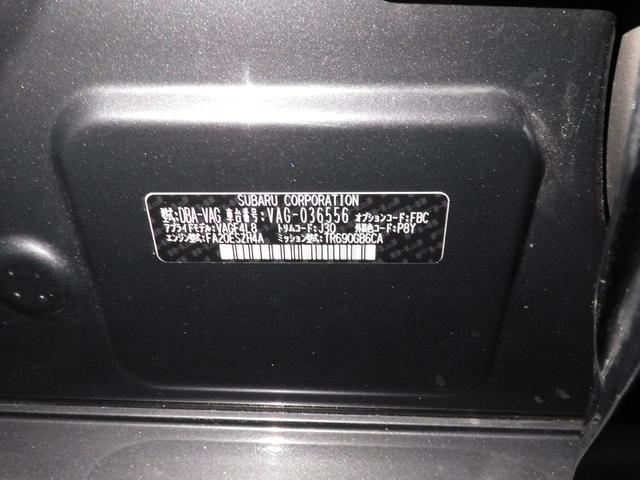 SUBARU CORPORATION
型式:DBA-VAG 車台番号:VAG-036556 オプションコード:FBC
アプライドモデル:VAGF4L8 トリムコード:J30 外装色コード:P8Y
エンジン型式:FA20ESZH4A ミッション型式:TR690GB6CA